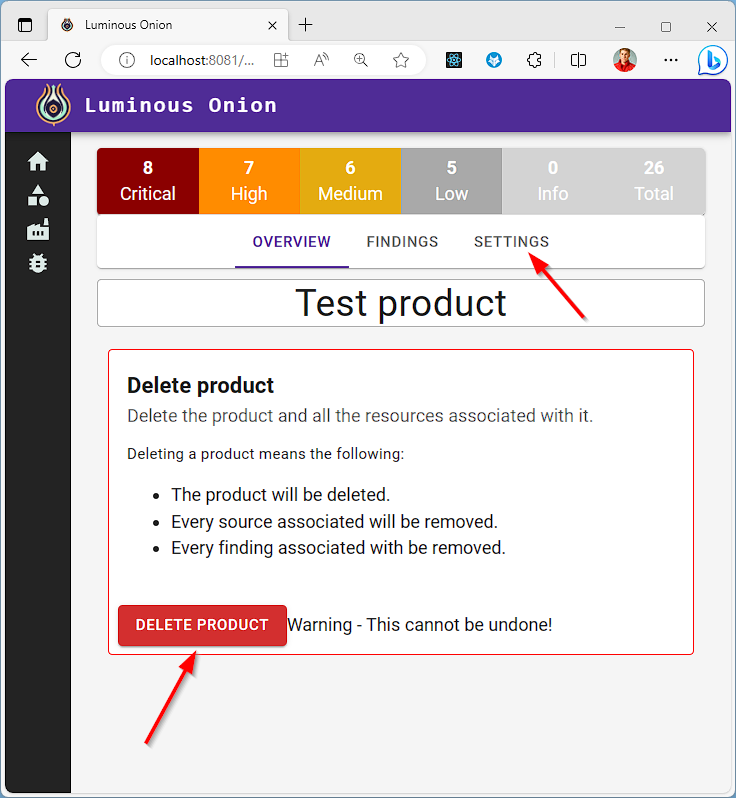 Luminous Onion
localhost:8081/...
Luminous Onion
8 7 6 5 0 26
Critical High Medium Low Info Total
OVERVIEW FINDINGS SETTINGS
Test product
Delete product
Delete the product and all the resources associated with it.
Deleting a product means the following:
• The product will be deleted.
• Every source associated will be removed.
• Every finding associated with be removed.
DELETE PRODUCT Warning - This cannot be undone!